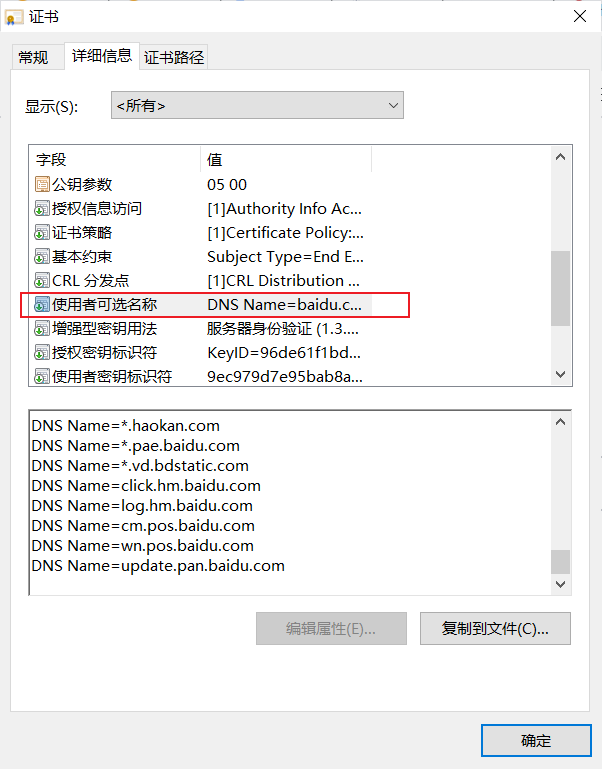 证书
常规 详细信息 证书路径
显示(S): <所有>
字段 值
公钥参数 05 00
授权信息访问 [1]Authority Info Ac...
证书策略 [1]Certificate Policy:...
基本约束 Subject Type=End E...
CRL 分发点 [1]CRL Distribution ...
使用者可选名称 DNS Name=baidu.c...
增强型密钥用法 服务器身份验证 (1.3....
授权密钥标识符 KeyID=96de61f1bd...
使用者密钥标识符 9ec979d7e95bab8a...
DNS Name=*.haokan.com
DNS Name=*.pae.baidu.com
DNS Name=*.vd.bdstatic.com
DNS Name=click.hm.baidu.com
DNS Name=log.hm.baidu.com
DNS Name=cm.pos.baidu.com
DNS Name=wn.pos.baidu.com
DNS Name=update.pan.baidu.com
编辑属性(E)... 复制到文件(C)...
确定